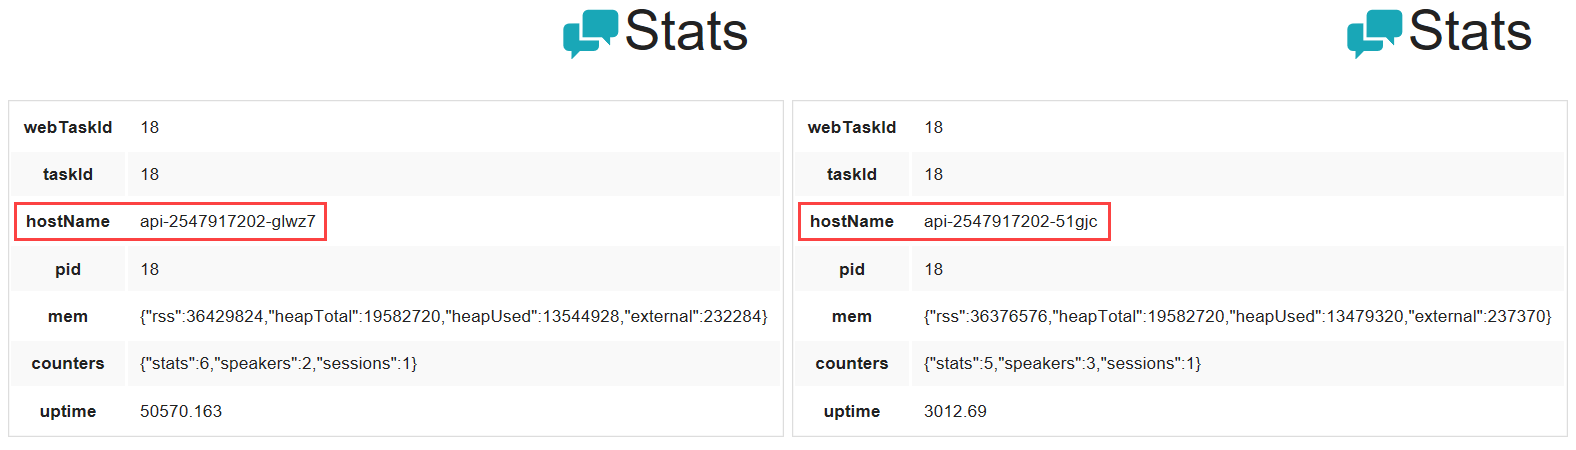 Stats
webTaskId 18
taskId 18
hostName api-2547917202-glwz7
pid 18
mem {"rss":36429824,"heapTotal":19582720,"heapUsed":13544928,"external":232284}
counters {"stats":6,"speakers":2,"sessions":1}
uptime 50570.163
Stats
webTaskId 18
taskId 18
hostName api-2547917202-51gjc
pid 18
mem {"rss":36376576,"heapTotal":19582720,"heapUsed":13479320,"external":237370}
counters {"stats":5,"speakers":3,"sessions":1}
uptime 3012.69